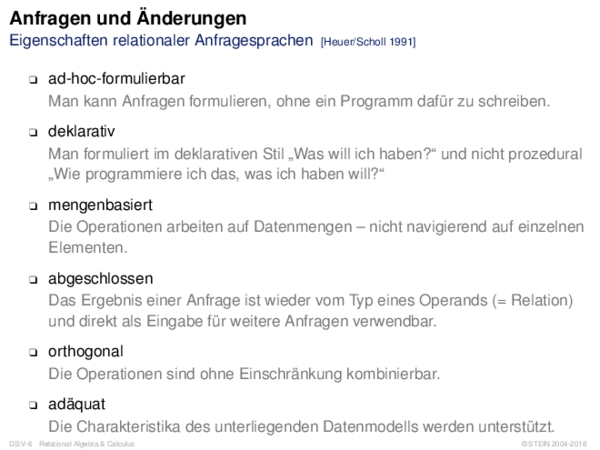 Anfragen und Änderungen
Eigenschaften relationaler Anfragesprachen [Heuer/Scholl 1991]
❑ ad-hoc-formulierbar
Man kann Anfragen formulieren, ohne ein Programm dafür zu schreiben.
❑ deklarativ
Man formuliert im deklarativen Stil „Was will ich haben?“ und nicht prozedural
„Wie programmiere ich das, was ich haben will?“
❑ mengenbasiert
Die Operationen arbeiten auf Datenmengen – nicht navigierend auf einzelnen
Elementen.
❑ abgeschlossen
Das Ergebnis einer Anfrage ist wieder vom Typ eines Operands (= Relation)
und direkt als Eingabe für weitere Anfragen verwendbar.
❑ orthogonal
Die Operationen sind ohne Einschränkung kombinierbar.
❑ adäquat
Die Charakteristika des unterliegenden Datenmodells werden unterstützt.
DB:V-6 Relational Algebra & Calculus © STEIN 2004-2018